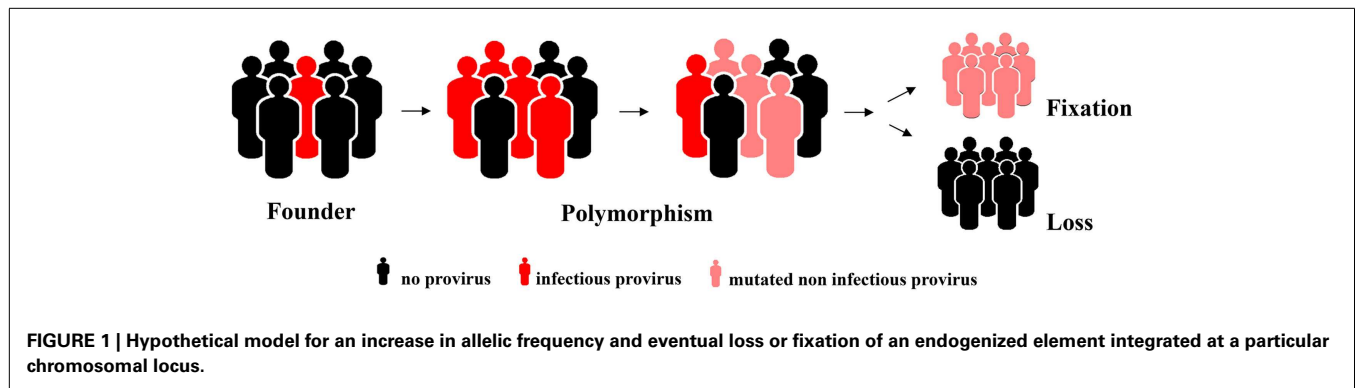 Fixation
Founder
Polymorphism
Loss
no provirus
infectious provirus
mutated non infectious provirus
FIGURE 1 | Hypothetical model for an increase in allelic frequency and eventual loss or fixation of an endogenized element integrated at a particular
chromosomal locus.